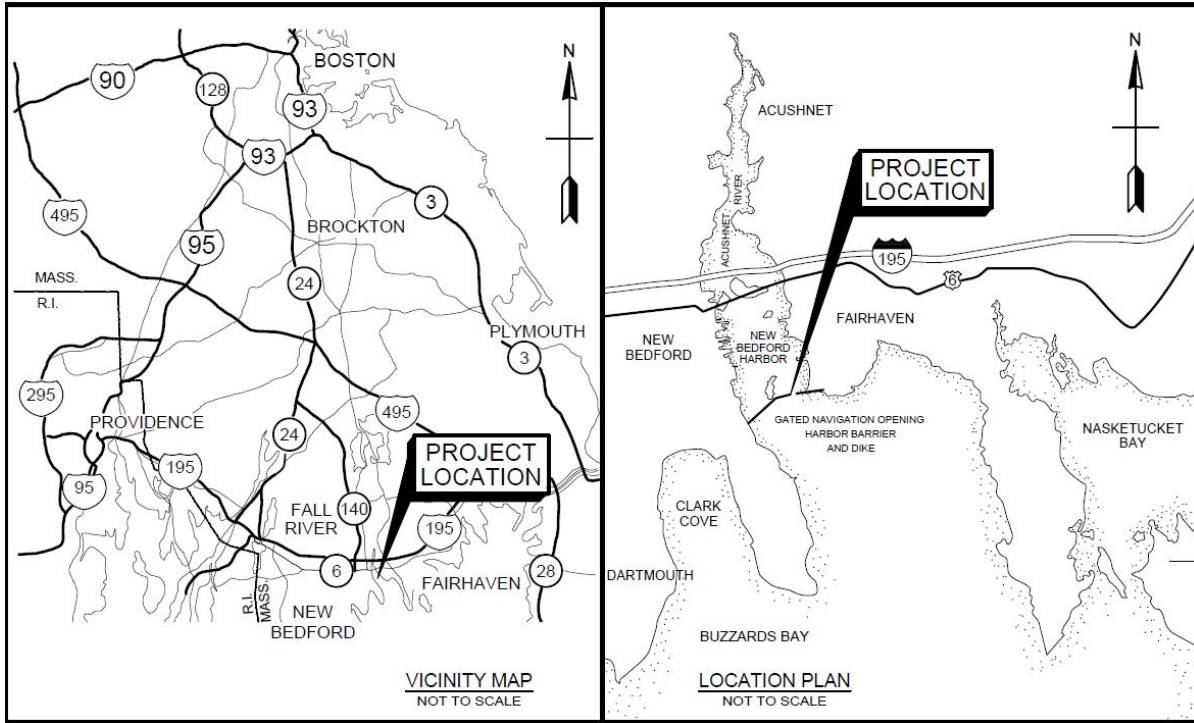 N
BOSTON
90
128
93
93
3
495
95
BROCKTON
24
MASS.
R.I.
PLYMOUTH
3
295
PROVIDENCE
495
24
PROJECT
LOCATION
195
95
FALL
RIVER
140
195
6
FAIRHAVEN
28
R.I.
MASS.
NEW
BEDFORD
VICINITY MAP
NOT TO SCALE
N
ACUSHNET
PROJECT
LOCATION
ACUSHNET
RIVER
195
6
FAIRHAVEN
NEW
BEDFORD
NEW
BEDFORD
HARBOR
GATED NAVIGATION OPENING
HARBOR BARRIER
AND DIKE
NASKETUCKET
BAY
CLARK
COVE
DARTMOUTH
BUZZARDS BAY
LOCATION PLAN
NOT TO SCALE